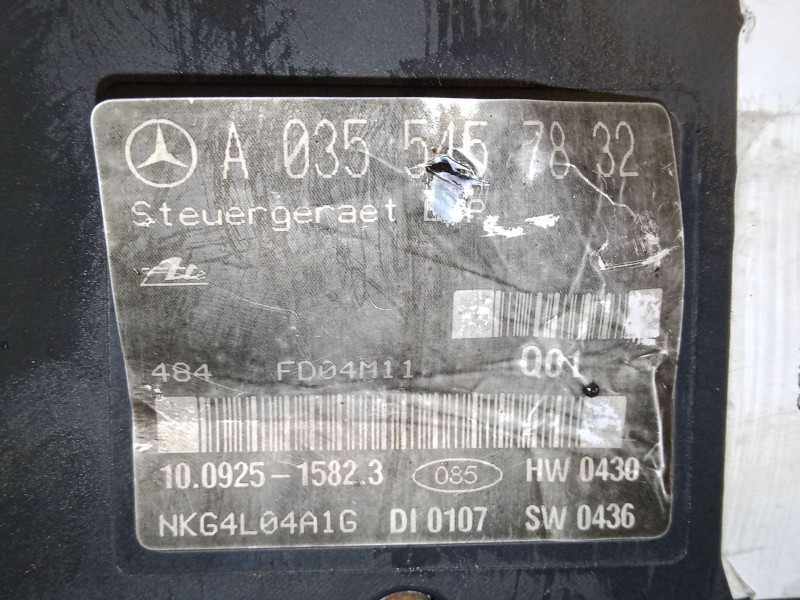 A 035 545 78 32
Steuergeraet
Ate
Q01
484 FD04M11
10.0925-1582.3 085 HW 0430
NKG4L04A1G DI 0107 SW 0436